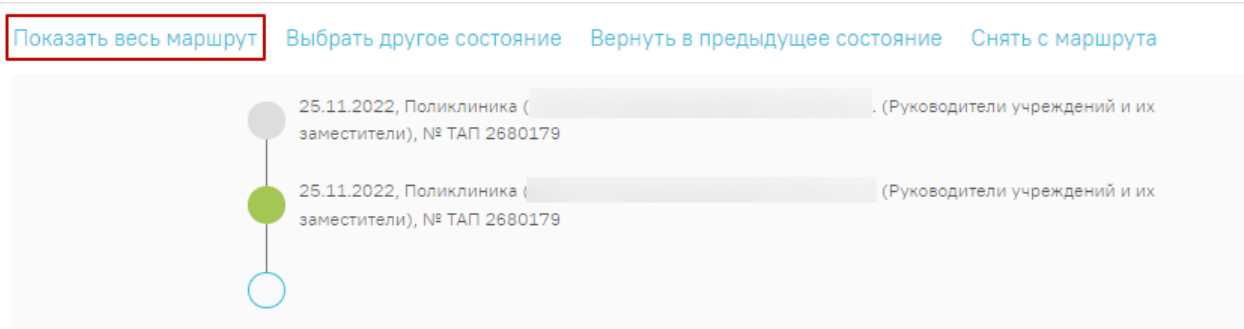 Показать весь маршрут Выбрать другое состояние Вернуть в предыдущее состояние Снять с маршрута
25.11.2022, Поликлиника ( . (Руководители учреждений и их
заместители), № ТАП 2680179
25.11.2022, Поликлиника ( (Руководители учреждений и их
заместители), № ТАП 2680179